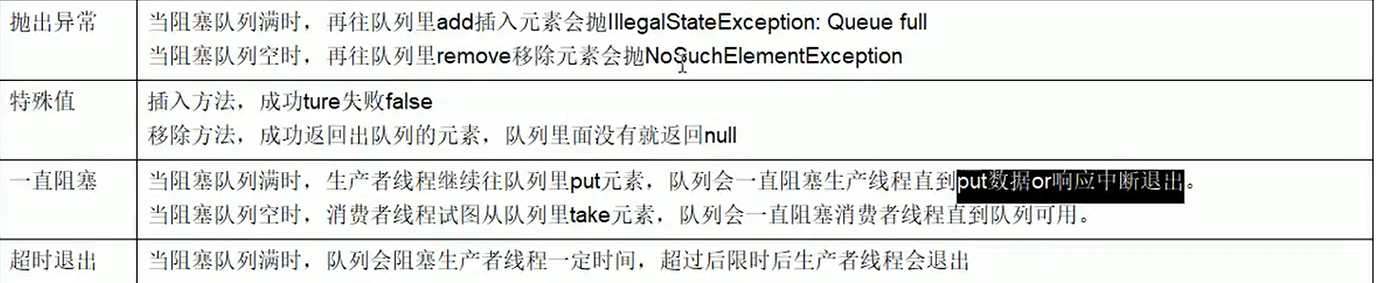 抛出异常
当阻塞队列满时，再往队列里add插入元素会抛IllegalStateException: Queue full
当阻塞队列空时，再往队列里remove移除元素会抛NoSuchElementException
特殊值
插入方法，成功ture失败false
移除方法，成功返回出队列的元素，队列里面没有就返回null
一直阻塞
当阻塞队列满时，生产者线程继续往队列里put元素，队列会一直阻塞生产线程直到put数据or响应中断退出。
当阻塞队列空时，消费者线程试图从队列里take元素，队列会一直阻塞消费者线程直到队列可用。
超时退出
当阻塞队列满时，队列会阻塞生产者线程一定时间，超过后限时后生产者线程会退出